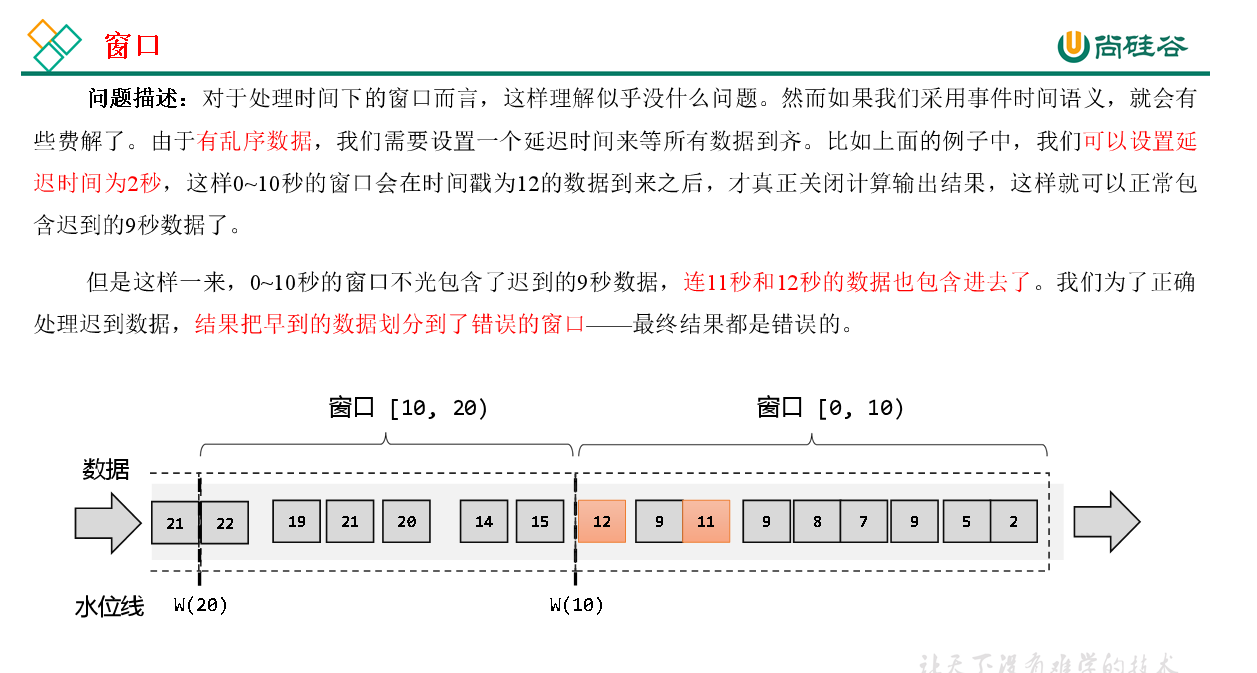 窗口
尚硅谷
问题描述：对于处理时间下的窗口而言，这样理解似乎没什么问题。然而如果我们采用事件时间语义，就会有
些费解了。由于有乱序数据，我们需要设置一个延迟时间来等所有数据到齐。比如上面的例子中，我们可以设置延
迟时间为2秒，这样0~10秒的窗口会在时间戳为12的数据到来之后，才真正关闭计算输出结果，这样就可以正常包
含迟到的9秒数据了。
但是这样一来，0~10秒的窗口不光包含了迟到的9秒数据，连11秒和12秒的数据也包含进去了。我们为了正确
处理迟到数据，结果把早到的数据划分到了错误的窗口——最终结果都是错误的。
窗口 [10, 20) 窗口 [0, 10)
数据
21 22 19 21 20 14 15 12 9 11 9 8 7 9 5 2
水位线 W(20) W(10)
让天下没有难学的技术